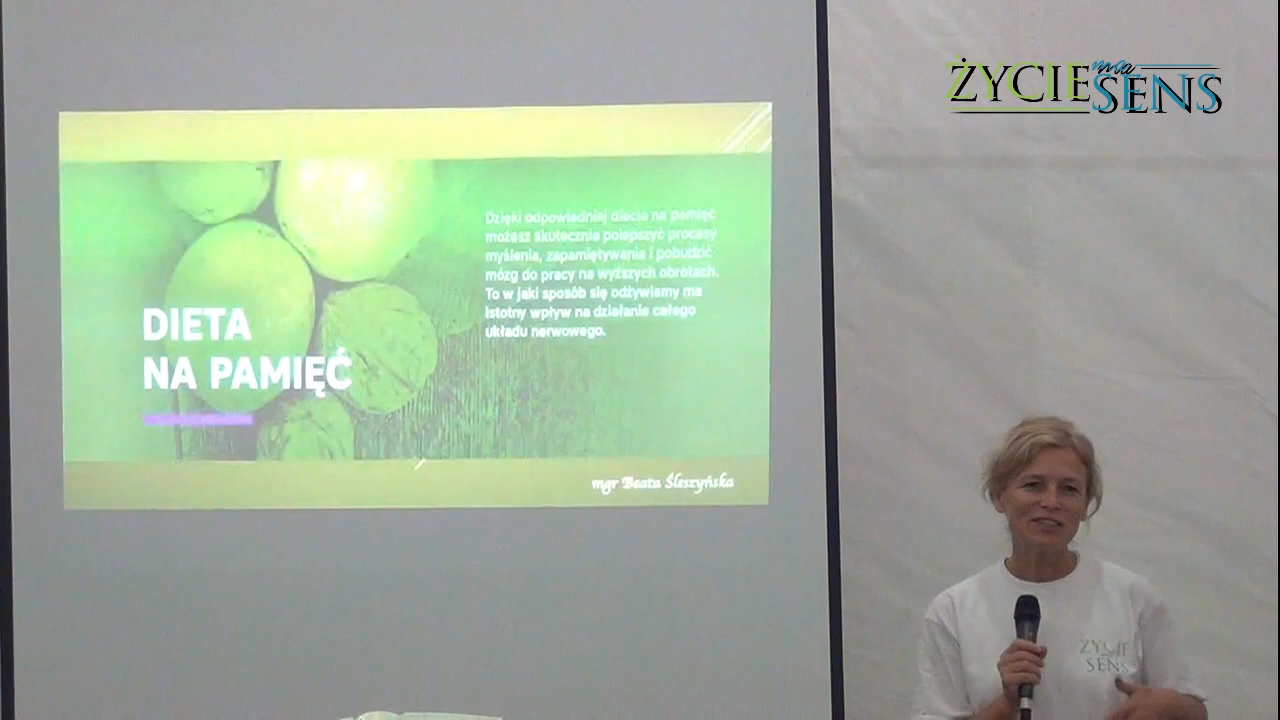 ŻYCIE ma SENS
Dzięki odpowiedniej diecie na pamięć
możesz skutecznie polepszyć procesy
myślenia, zapamiętywania i pobudzić
mózg do pracy na wyższych obrotach.
To w jaki sposób się odżywiamy ma
istotny wpływ na działanie całego
układu nerwowego.
DIETA
NA PAMIĘĆ
mgr Beata Śleszyńska
ŻYCIE
SENS